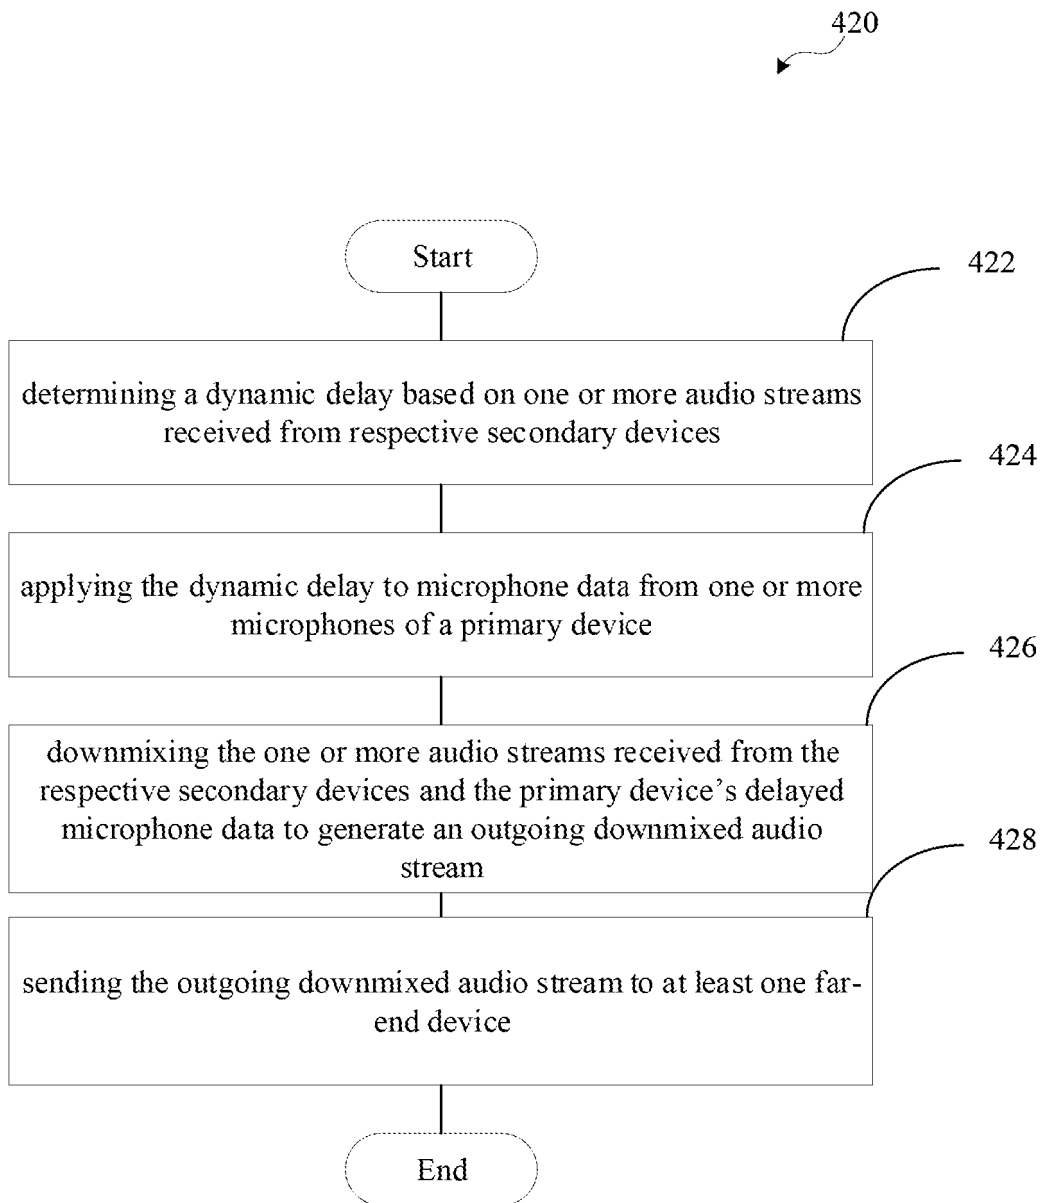 420
Start
422
determining a dynamic delay based on one or more audio streams
received from respective secondary devices
424
applying the dynamic delay to microphone data from one or more
microphones of a primary device
426
downmixing the one or more audio streams received from the
respective secondary devices and the primary device's delayed
microphone data to generate an outgoing downmixed audio
stream
428
sending the outgoing downmixed audio stream to at least one far-
end device
End